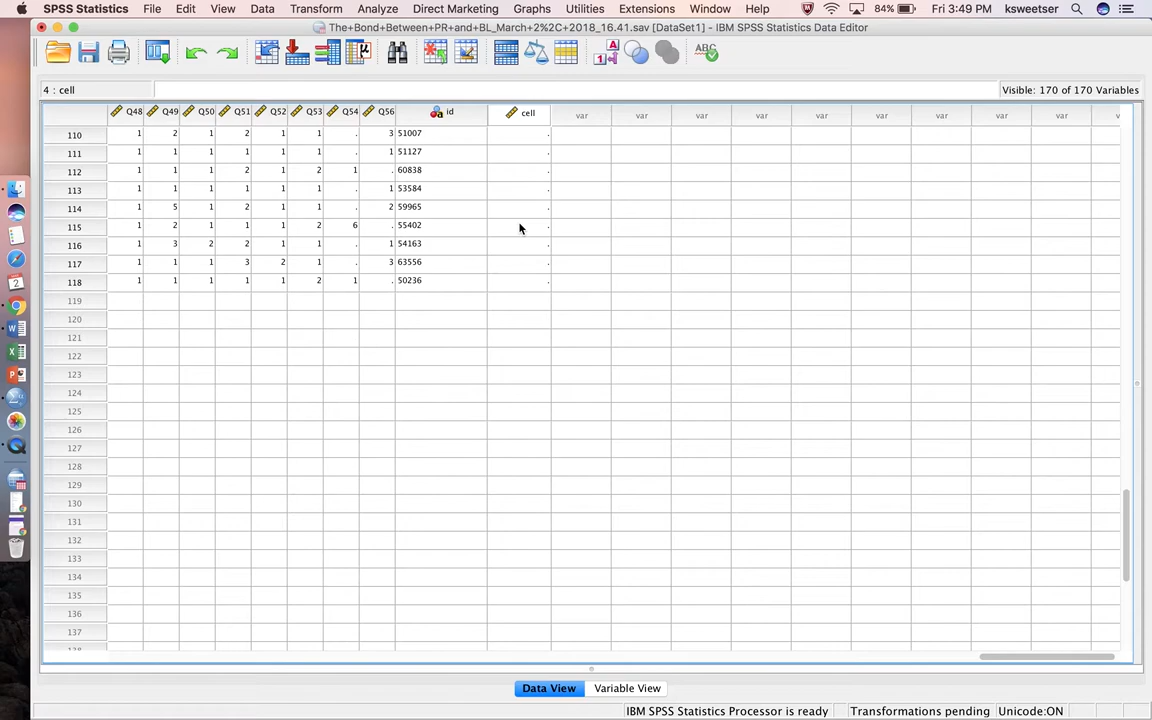 SPSS Statistics File Edit View Data Transform Analyze Direct Marketing Graphs Utilities Extensions Window Help 84% Fri 3:49 PM ksweetser
The+Bond+Between+PR+and+BL_March+2%2C+2018_16.41.sav [DataSet1] - IBM SPSS Statistics Data Editor
4 : cell Visible: 170 of 170 Variables
Q48 Q49 Q50 Q51 Q52 Q53 Q54 Q56 id cell var var var var var var var var var v
110 1 2 1 2 1 1 . 3 51007 .
111 1 1 1 1 1 1 . 1 51127 .
112 1 1 1 2 1 2 1 . 60838 .
113 1 1 1 1 1 1 . 1 53584 .
114 1 5 1 2 1 1 . 2 59965 .
115 1 2 1 1 1 2 6 . 55402 .
116 1 3 2 2 1 1 . 1 54163 .
117 1 1 1 3 2 1 . 3 63556 .
118 1 1 1 1 1 2 1 . 50236 .
119
120
121
122
123
124
125
126
127
128
129
130
131
132
133
134
135
136
137
Data View Variable View
IBM SPSS Statistics Processor is ready Transformations pending Unicode:ON